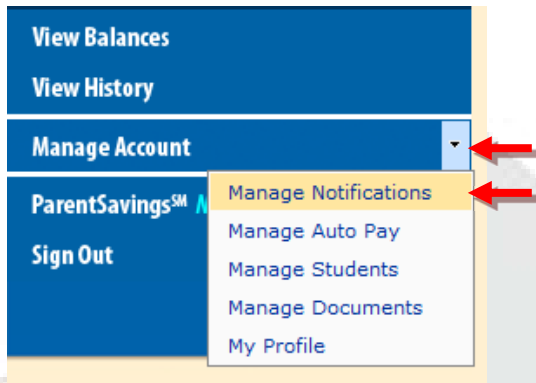 View Balances
View History
Manage Account
ParentSavings℠
Sign Out
Manage Notifications
Manage Auto Pay
Manage Students
Manage Documents
My Profile